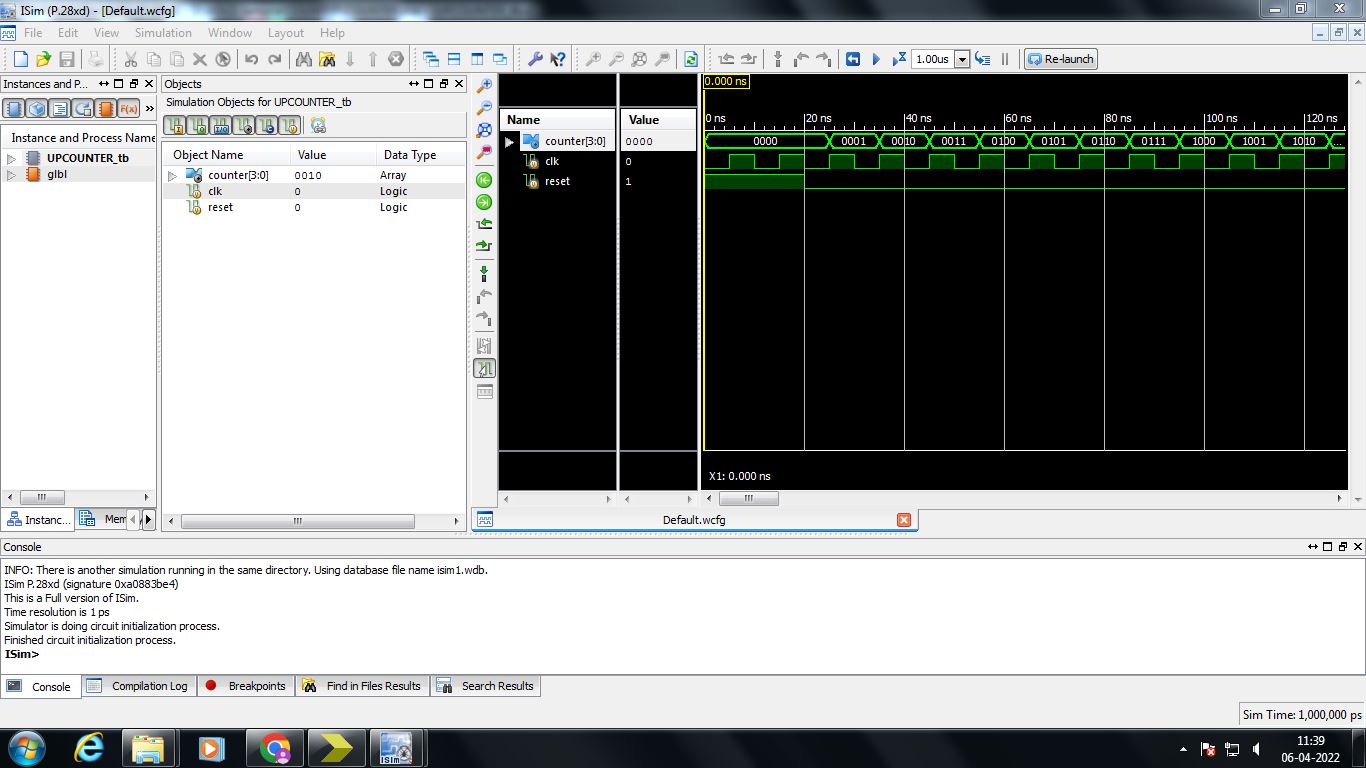 ISim (P.28xd) - [Default.wcfg]
File Edit View Simulation Window Layout Help
1.00us Re-launch
Instances and P...
F(x)
Instance and Process Name
UPCOUNTER_tb
glbl
Instanc...
Objects
Simulation Objects for UPCOUNTER_tb
Object Name Value Data Type
counter[3:0] 0010 Array
clk 0 Logic
reset 0 Logic
Name Value
counter[3:0] 0000
clk 0
reset 1
0.000 ns
0 ns 20 ns 40 ns 60 ns 80 ns 100 ns 120 ns
0000 0001 0010 0011 0100 0101 0110 0111 1000 1001 1010 ...
X1: 0.000 ns
Default.wcfg
Console
INFO: There is another simulation running in the same directory. Using database file name isim1.wdb.
ISim P.28xd (signature 0xa0883be4)
This is a Full version of ISim.
Time resolution is 1 ps
Simulator is doing circuit initialization process.
Finished circuit initialization process.
ISim>
Console Compilation Log Breakpoints Find in Files Results Search Results
Sim Time: 1,000,000 ps
ISim
11:39
06-04-2022